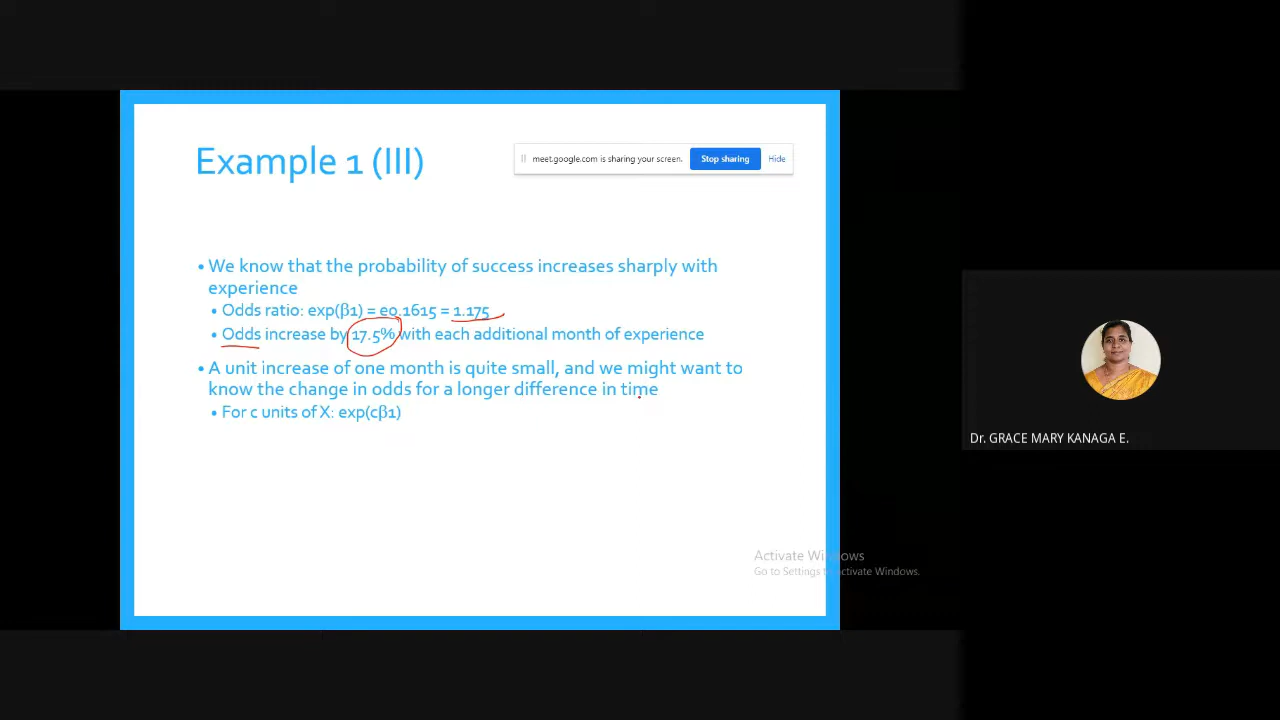 Example 1 (III)
meet.google.com is sharing your screen. Stop sharing Hide
• We know that the probability of success increases sharply with
experience
• Odds ratio: exp(β1) = e0.1615 = 1.175
• Odds increase by 17.5% with each additional month of experience
• A unit increase of one month is quite small, and we might want to
know the change in odds for a longer difference in time
• For c units of X: exp(cβ1)
Dr. GRACE MARY KANAGA E.
Activate Windows
Go to Settings to activate Windows.